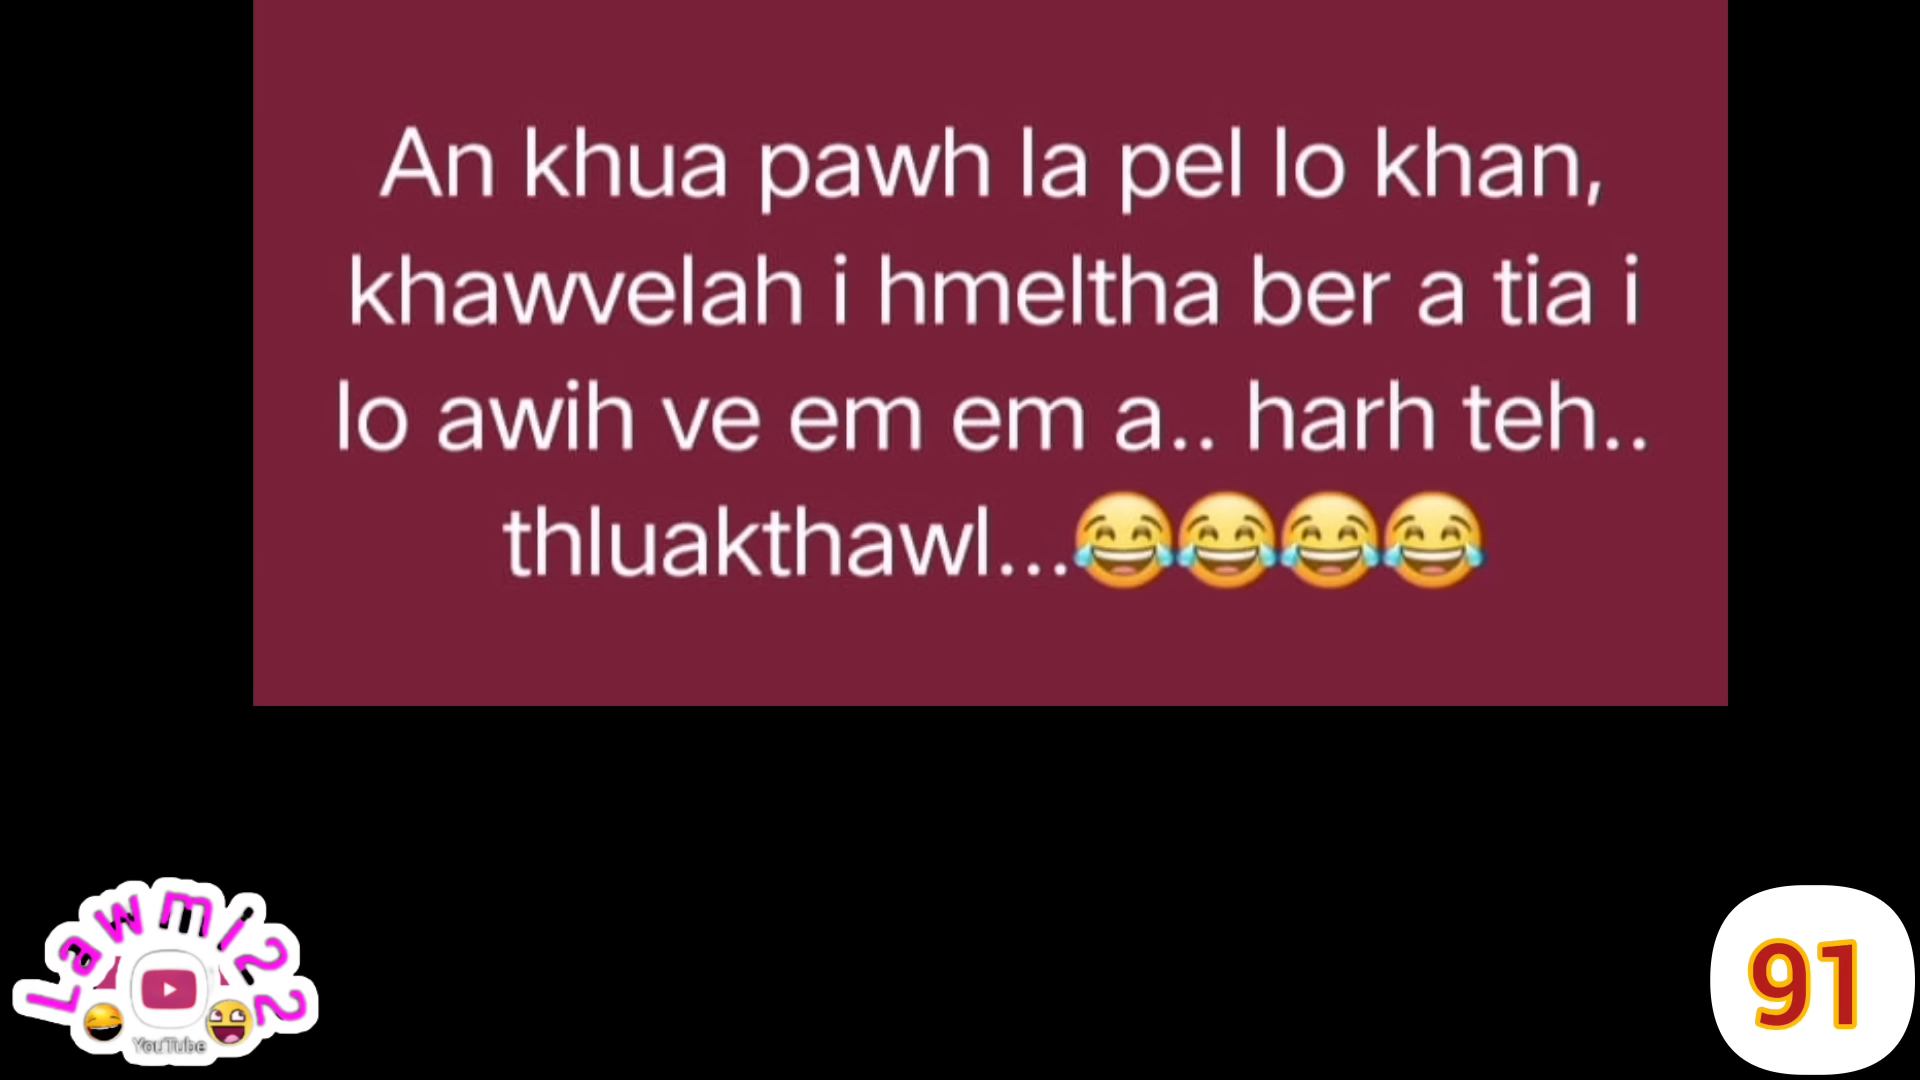 An khua pawh la pel lo khan,
khawvelah i hmeltha ber a tia i
lo awih ve em em a.. harh teh..
thluakthawl...😂😂😂😂
Lawmi22
YouTube
91